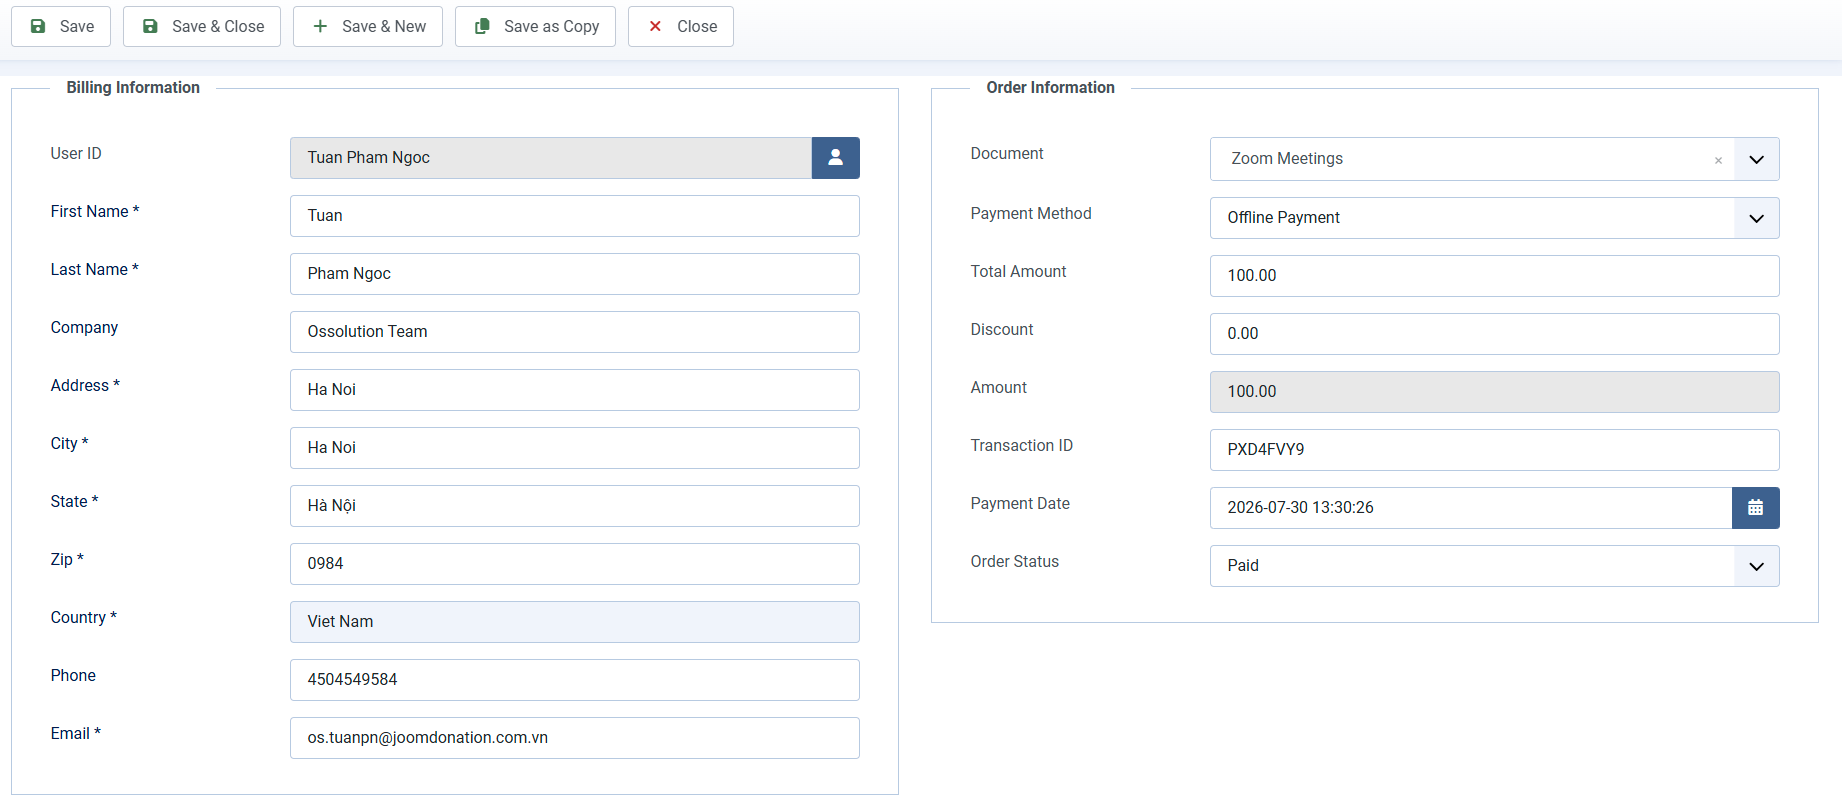 Save
Save & Close
Save & New
Save as Copy
Close
Billing Information
User ID
Tuan Pham Ngoc
First Name *
Tuan
Last Name *
Pham Ngoc
Company
Ossolution Team
Address *
Ha Noi
City *
Ha Noi
State *
Hà Nội
Zip *
0984
Country *
Viet Nam
Phone
4504549584
Email *
os.tuanpn@joomdonation.com.vn
Order Information
Document
Zoom Meetings ×
Payment Method
Offline Payment
Total Amount
100.00
Discount
0.00
Amount
100.00
Transaction ID
PXD4FVY9
Payment Date
2026-07-30 13:30:26
Order Status
Paid